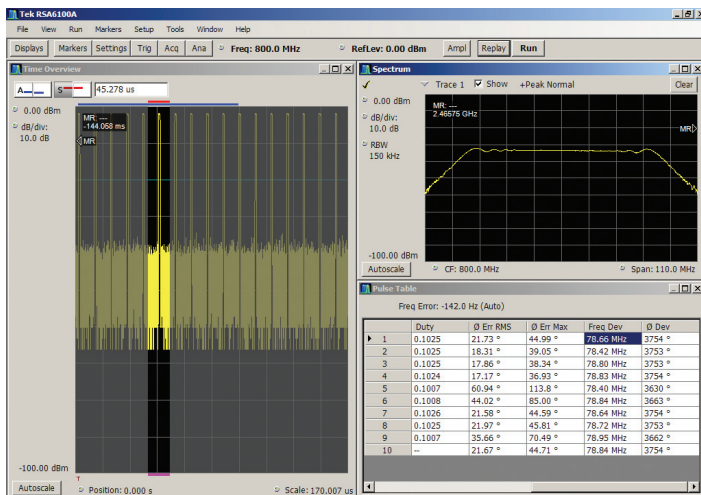 Tek RSA6100A
File View Run Markers Setup Tools Window Help
Displays Markers Settings Trig Acq Ana Freq: 800.0 MHz RefLev: 0.00 dBm Ampl Replay Run
Time Overview
A S 45.278 us
0.00 dBm
dB/div:
10.0 dB
MR: ---
-144.068 ms
MR
-100.00 dBm
T
Autoscale Position: 0.000 s Scale: 170.007 us
Spectrum
Trace 1 Show +Peak Normal Clear
0.00 dBm
dB/div:
10.0 dB
RBW
150 kHz
MR: ---
2.46575 GHz
MR
-100.00 dBm
Autoscale CF: 800.0 MHz Span: 110.0 MHz
Pulse Table
Freq Error: -142.0 Hz (Auto)
Duty Ø Err RMS Ø Err Max Freq Dev Ø Dev
1 0.1025 21.73 ° 44.99 ° 78.66 MHz 3754 °
2 0.1025 18.31 ° 39.05 ° 78.42 MHz 3753 °
3 0.1025 17.86 ° 38.34 ° 78.80 MHz 3753 °
4 0.1024 17.17 ° 36.93 ° 78.83 MHz 3754 °
5 0.1007 60.94 ° 113.8 ° 78.40 MHz 3630 °
6 0.1008 44.02 ° 85.00 ° 78.84 MHz 3663 °
7 0.1026 21.58 ° 44.59 ° 78.64 MHz 3754 °
8 0.1025 21.97 ° 45.81 ° 78.72 MHz 3753 °
9 0.1007 35.66 ° 70.49 ° 78.95 MHz 3662 °
10 -- 21.67 ° 44.71 ° 78.84 MHz 3754 °